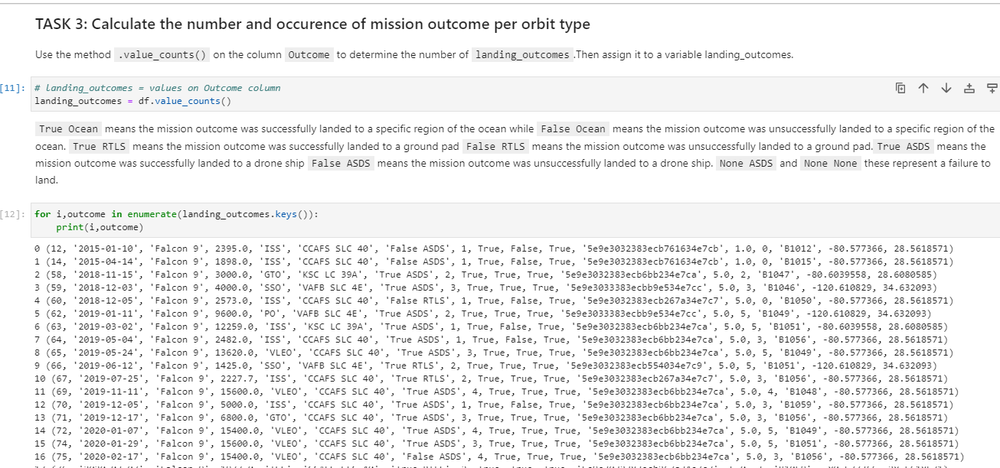 TASK 3: Calculate the number and occurence of mission outcome per orbit type
Use the method .value_counts() on the column Outcome to determine the number of landing_outcomes .Then assign it to a variable landing_outcomes.
[11]: # landing_outcomes = values on Outcome column
landing_outcomes = df.value_counts()
True Ocean means the mission outcome was successfully landed to a specific region of the ocean while False Ocean means the mission outcome was unsuccessfully landed to a specific region of the
ocean. True RTLS means the mission outcome was successfully landed to a ground pad False RTLS means the mission outcome was unsuccessfully landed to a ground pad. True ASDS means the
mission outcome was successfully landed to a drone ship False ASDS means the mission outcome was unsuccessfully landed to a drone ship. None ASDS and None None these represent a failure to
land.
[12]: for i,outcome in enumerate(landing_outcomes.keys()):
print(i,outcome)
0 (12, '2015-01-10', 'Falcon 9', 2395.0, 'ISS', 'CCAFS SLC 40', 'False ASDS', 1, True, False, True, '5e9e3032383ecb761634e7cb', 1.0, 0, 'B1012', -80.577366, 28.5618571)
1 (14, '2015-04-14', 'Falcon 9', 1898.0, 'ISS', 'CCAFS SLC 40', 'False ASDS', 1, True, False, True, '5e9e3032383ecb761634e7cb', 1.0, 0, 'B1015', -80.577366, 28.5618571)
2 (58, '2018-11-15', 'Falcon 9', 3000.0, 'GTO', 'KSC LC 39A', 'True ASDS', 2, True, True, True, '5e9e3032383ecb6bb234e7ca', 5.0, 2, 'B1047', -80.6039558, 28.6080585)
3 (59, '2018-12-03', 'Falcon 9', 4000.0, 'SSO', 'VAFB SLC 4E', 'True ASDS', 3, True, True, True, '5e9e3033383ecbb9e534e7cc', 5.0, 3, 'B1046', -120.610829, 34.632093)
4 (60, '2018-12-05', 'Falcon 9', 2573.0, 'ISS', 'CCAFS SLC 40', 'False RTLS', 1, True, False, True, '5e9e3032383ecb267a34e7c7', 5.0, 0, 'B1050', -80.577366, 28.5618571)
5 (62, '2019-01-11', 'Falcon 9', 9600.0, 'PO', 'VAFB SLC 4E', 'True ASDS', 2, True, True, True, '5e9e3033383ecbb9e534e7cc', 5.0, 5, 'B1049', -120.610829, 34.632093)
6 (63, '2019-03-02', 'Falcon 9', 12259.0, 'ISS', 'KSC LC 39A', 'True ASDS', 1, True, False, True, '5e9e3032383ecb6bb234e7ca', 5.0, 5, 'B1051', -80.6039558, 28.6080585)
7 (64, '2019-05-04', 'Falcon 9', 2482.0, 'ISS', 'CCAFS SLC 40', 'True ASDS', 1, True, False, True, '5e9e3032383ecb6bb234e7ca', 5.0, 3, 'B1056', -80.577366, 28.5618571)
8 (65, '2019-05-24', 'Falcon 9', 13620.0, 'VLEO', 'CCAFS SLC 40', 'True ASDS', 3, True, True, True, '5e9e3032383ecb6bb234e7ca', 5.0, 5, 'B1049', -80.577366, 28.5618571)
9 (66, '2019-06-12', 'Falcon 9', 1425.0, 'SSO', 'VAFB SLC 4E', 'True RTLS', 2, True, True, True, '5e9e3032383ecb554034e7c9', 5.0, 5, 'B1051', -120.610829, 34.632093)
10 (67, '2019-07-25', 'Falcon 9', 2227.7, 'ISS', 'CCAFS SLC 40', 'True RTLS', 2, True, True, True, '5e9e3032383ecb267a34e7c7', 5.0, 3, 'B1056', -80.577366, 28.5618571)
11 (69, '2019-11-11', 'Falcon 9', 15600.0, 'VLEO', 'CCAFS SLC 40', 'True ASDS', 4, True, True, True, '5e9e3032383ecb6bb234e7ca', 5.0, 4, 'B1048', -80.577366, 28.5618571)
12 (70, '2019-12-05', 'Falcon 9', 5000.0, 'ISS', 'CCAFS SLC 40', 'True ASDS', 1, True, False, True, '5e9e3032383ecb6bb234e7ca', 5.0, 3, 'B1059', -80.577366, 28.5618571)
13 (71, '2019-12-17', 'Falcon 9', 6800.0, 'GTO', 'CCAFS SLC 40', 'True ASDS', 3, True, True, True, '5e9e3032383ecb6bb234e7ca', 5.0, 3, 'B1056', -80.577366, 28.5618571)
14 (72, '2020-01-07', 'Falcon 9', 15400.0, 'VLEO', 'CCAFS SLC 40', 'True ASDS', 4, True, True, True, '5e9e3032383ecb6bb234e7ca', 5.0, 5, 'B1049', -80.577366, 28.5618571)
15 (74, '2020-01-29', 'Falcon 9', 15600.0, 'VLEO', 'CCAFS SLC 40', 'True ASDS', 3, True, True, True, '5e9e3032383ecb6bb234e7ca', 5.0, 5, 'B1051', -80.577366, 28.5618571)
16 (75, '2020-02-17', 'Falcon 9', 15400.0, 'VLEO', 'CCAFS SLC 40', 'False ASDS', 4, True, True, True, '5e9e3032383ecb6bb234e7ca', 5.0, 5, 'B1056', -80.577366, 28.5618571)